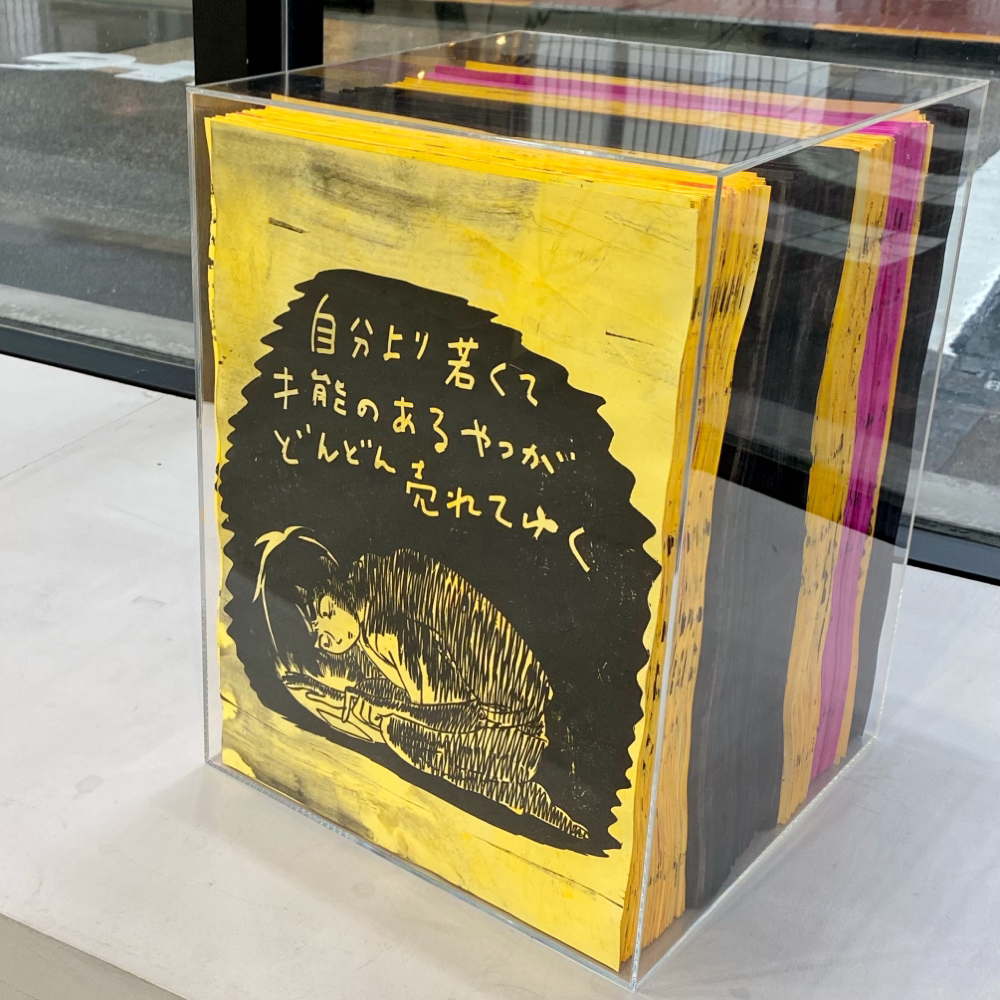 自分より若くて
才能のあるやつが
どんどん売れてゆく